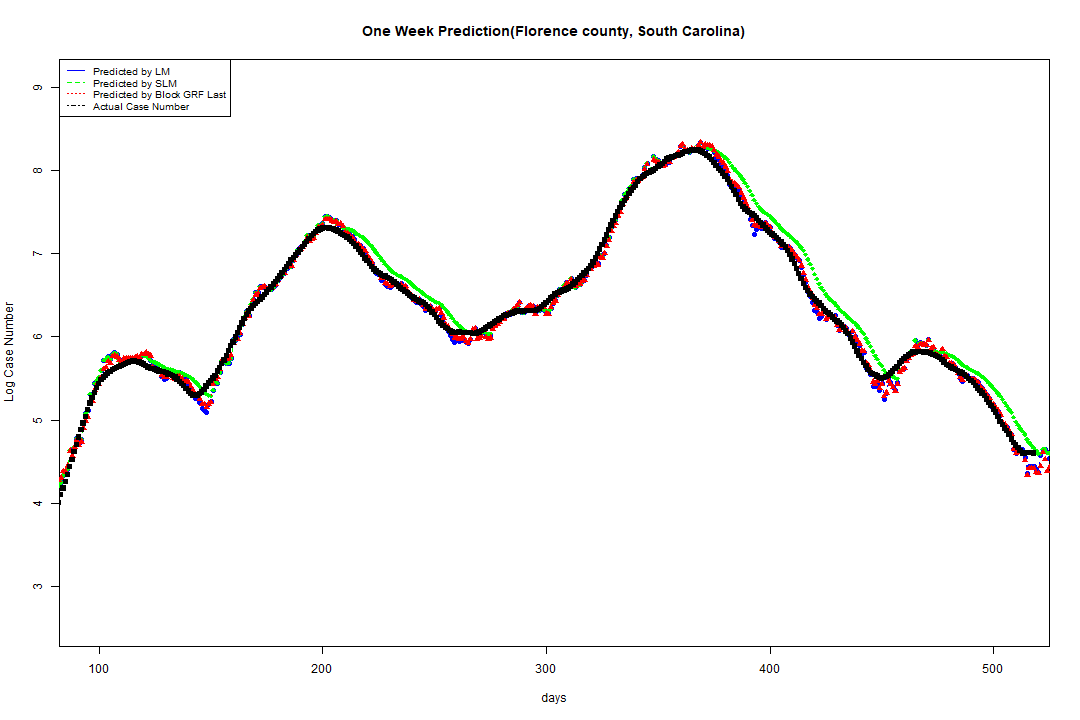 One Week Prediction(Florence county, South Carolina)
Predicted by LM
Predicted by SLM
Predicted by Block GRF Last
Actual Case Number
9
8
7
6
5
4
3
Log Case Number
100 200 300 400 500
days